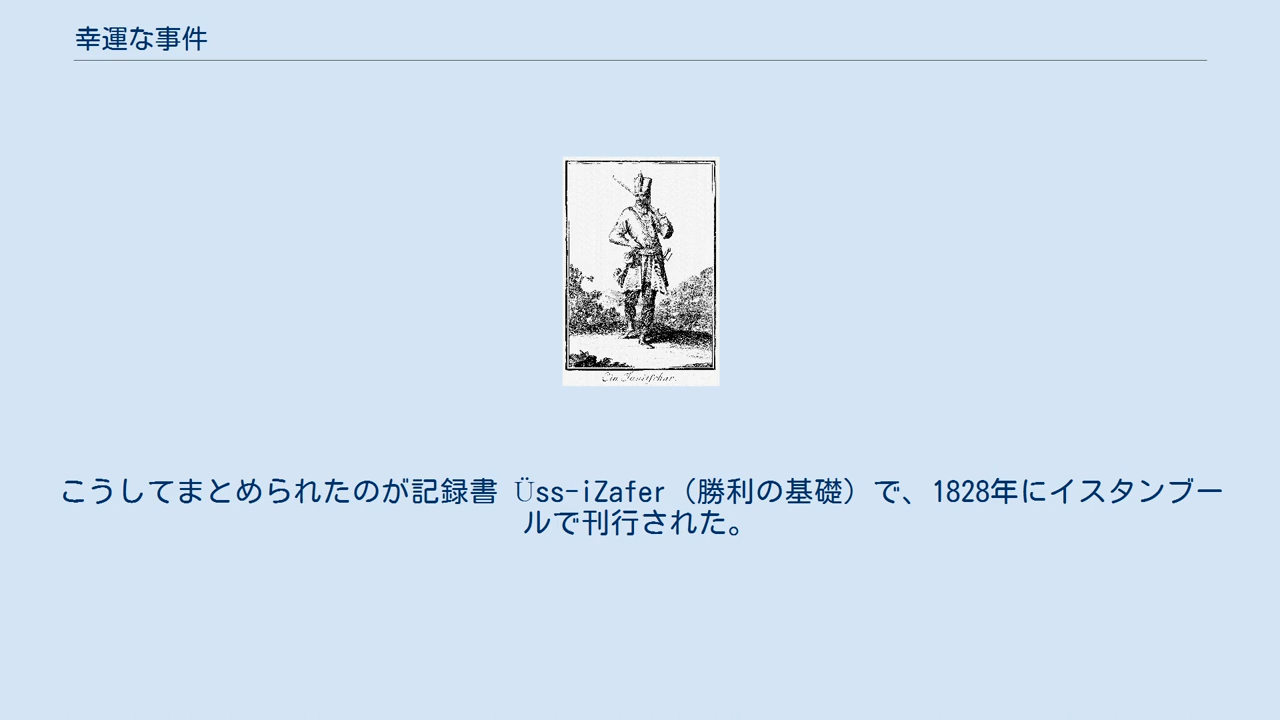 幸運な事件
Ein Janitschar.
こうしてまとめられたのが記録書 Üss-iZafer（勝利の基礎）で、1828年にイスタンブー
ルで刊行された。